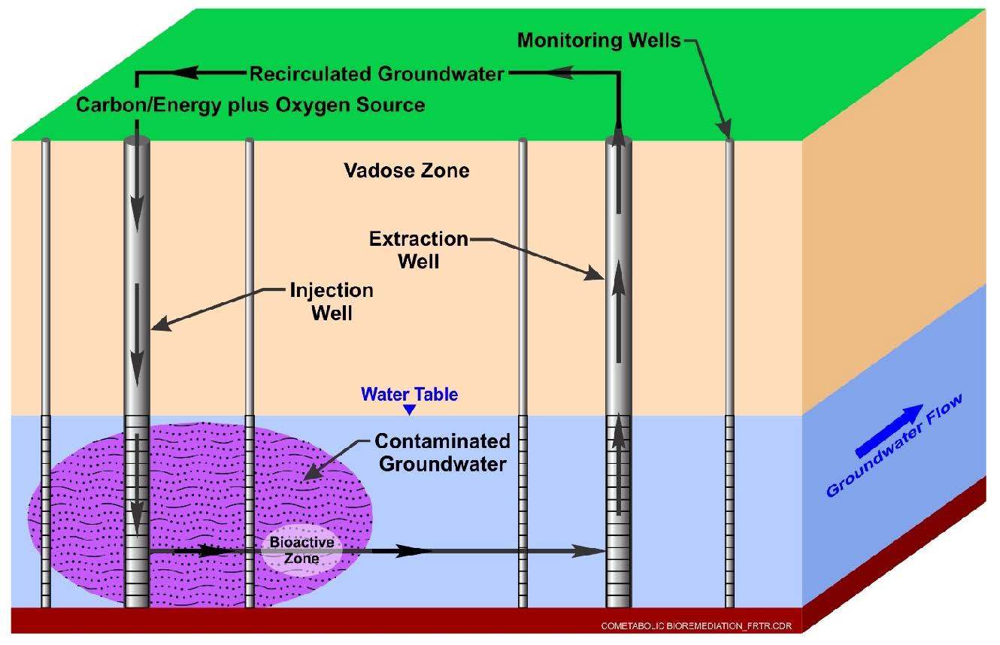 Monitoring Wells
Recirculated Groundwater
Carbon/Energy plus Oxygen Source
Vadose Zone
Extraction
Well
Injection
Well
Water Table
Contaminated
Groundwater
Groundwater Flow
Bioactive
Zone
COMETABOLIC BIOREMEDIATION_FRTR.CDR